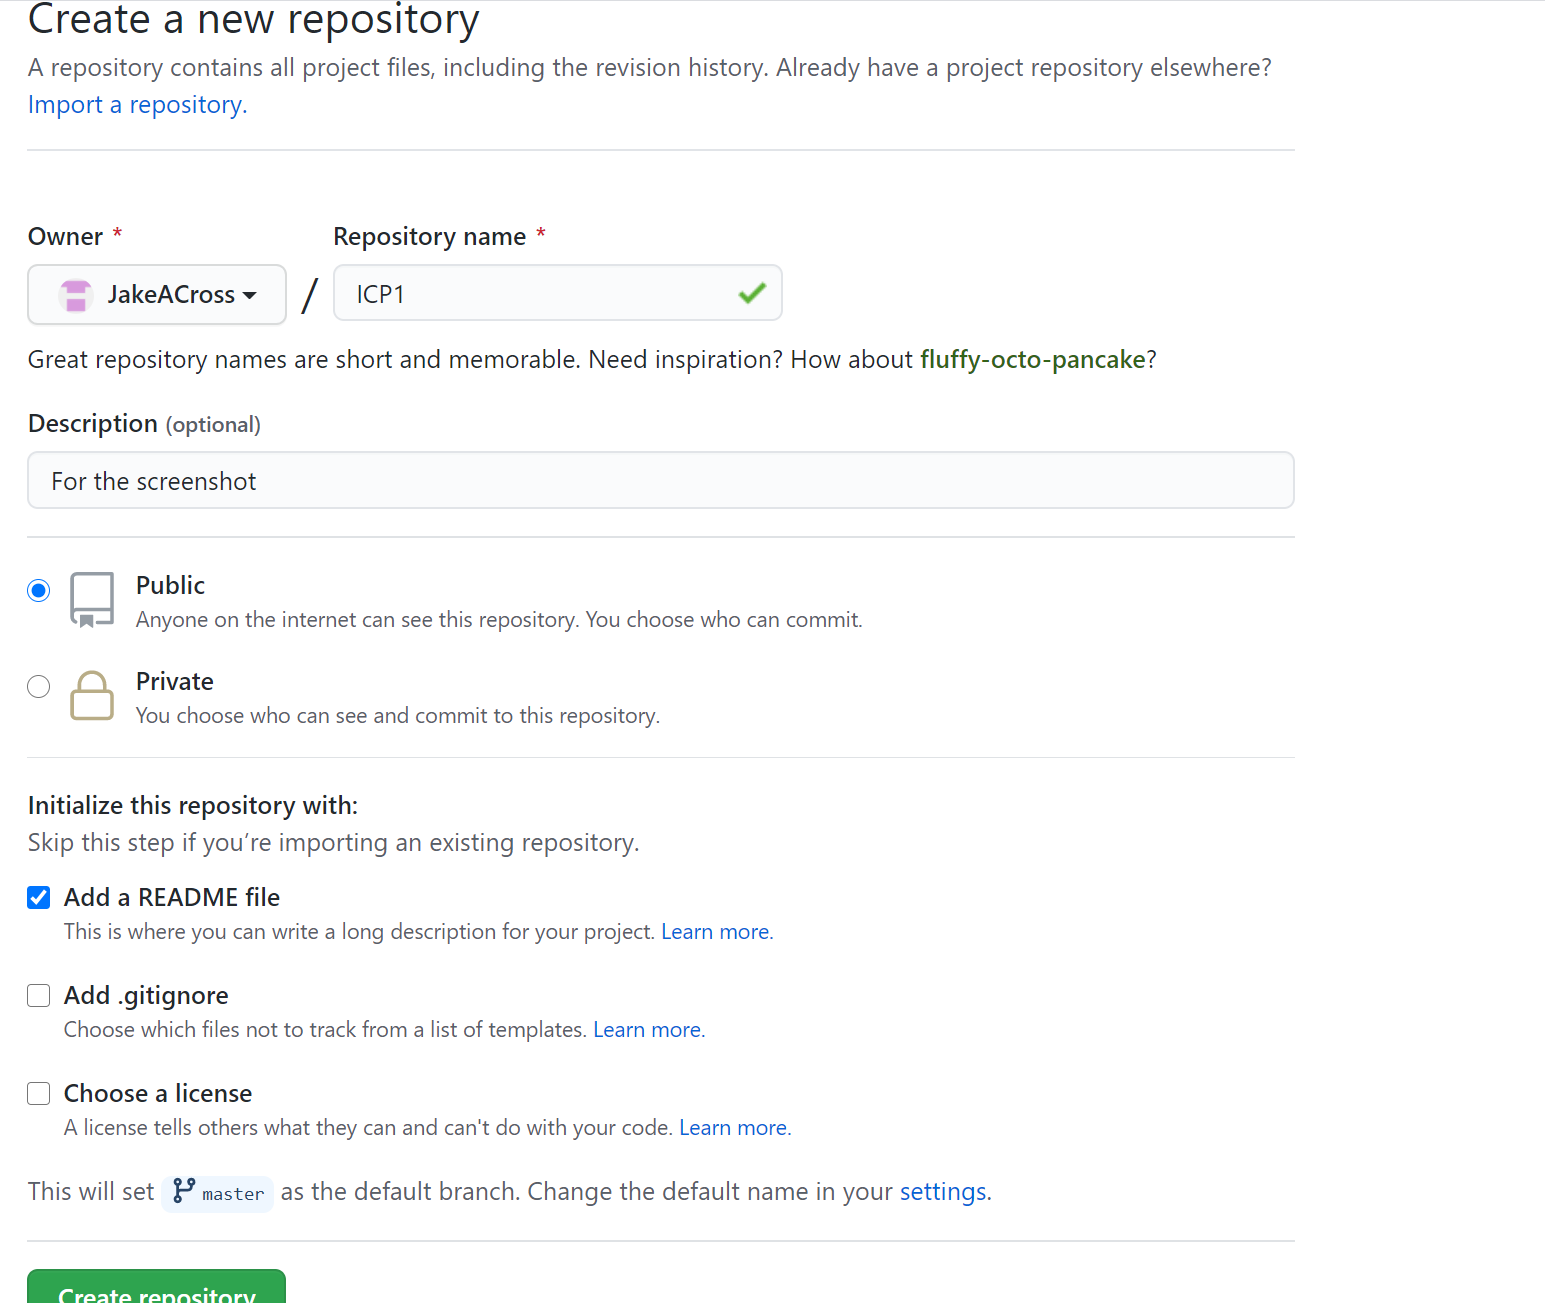 Create a new repository
A repository contains all project files, including the revision history. Already have a project repository elsewhere?
Import a repository.
Owner * Repository name *
JakeACross / ICP1
Great repository names are short and memorable. Need inspiration? How about fluffy-octo-pancake?
Description (optional)
For the screenshot
Public
Anyone on the internet can see this repository. You choose who can commit.
Private
You choose who can see and commit to this repository.
Initialize this repository with:
Skip this step if you’re importing an existing repository.
Add a README file
This is where you can write a long description for your project. Learn more.
Add .gitignore
Choose which files not to track from a list of templates. Learn more.
Choose a license
A license tells others what they can and can't do with your code. Learn more.
This will set master as the default branch. Change the default name in your settings.
Create repository